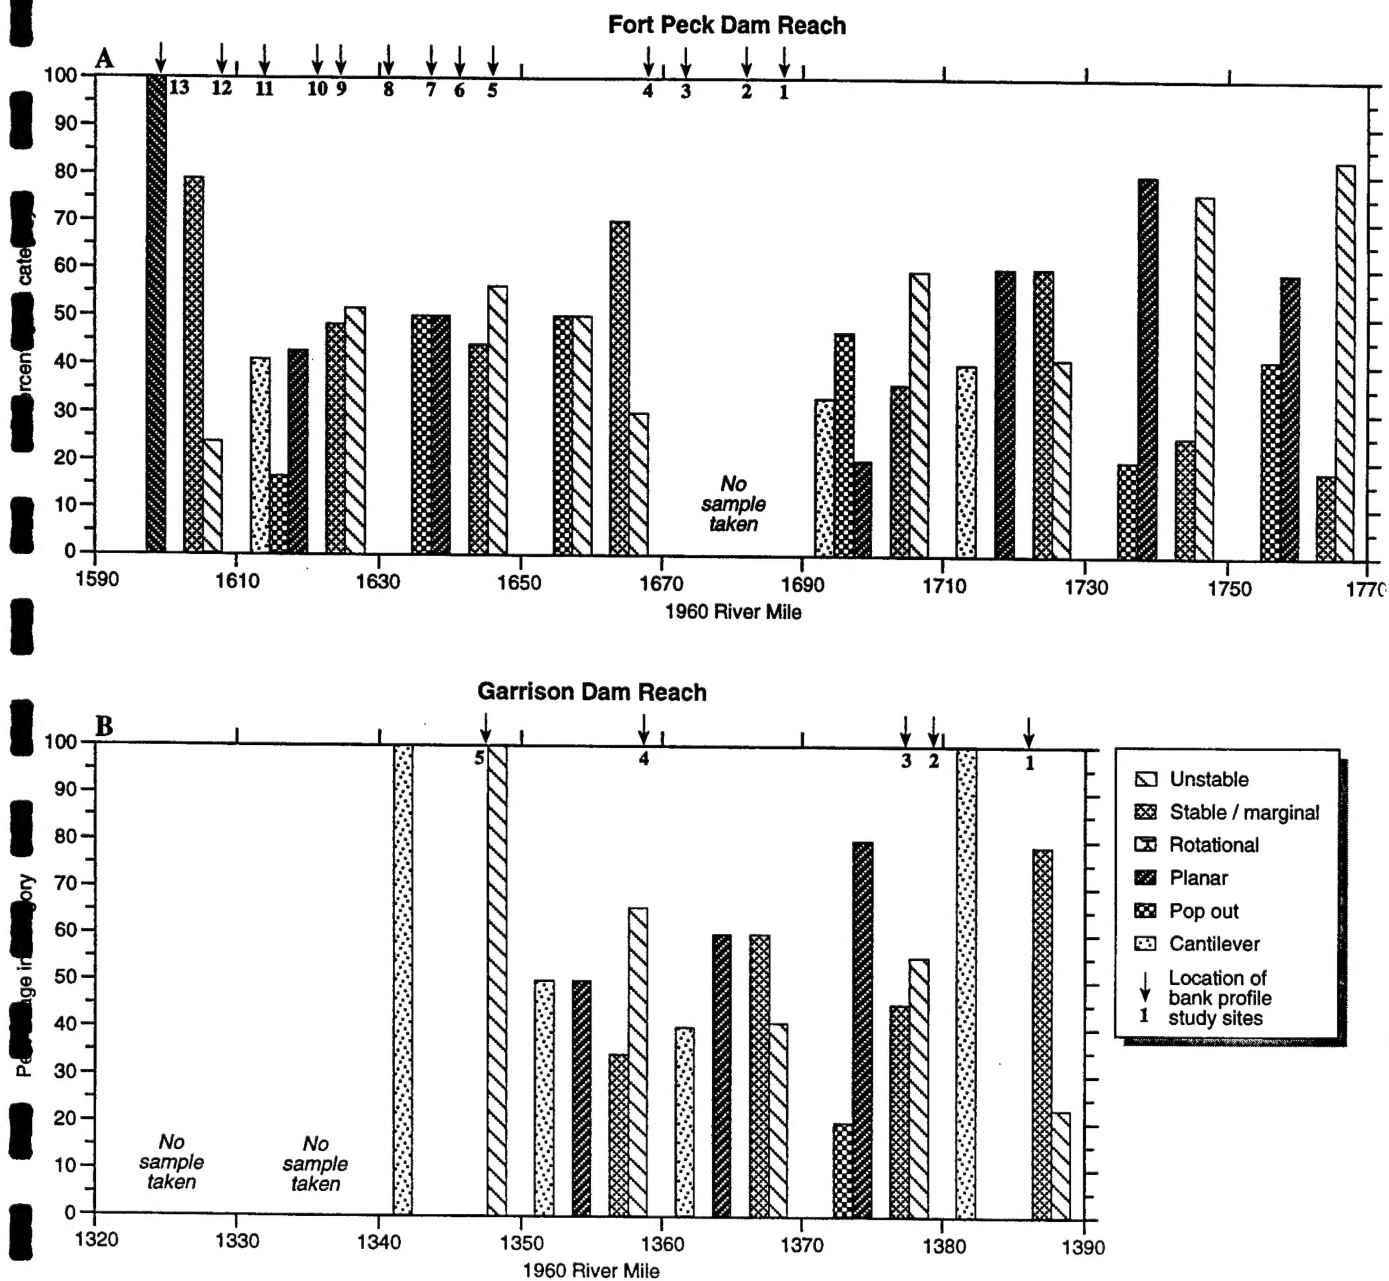 Fort Peck Dam Reach
A
13 12 11 10 9 8 7 6 5 4 3 2 1
100
90
80
70
60
50
40
30
20
10
0
No
sample
taken
1590 1610 1630 1650 1670 1690 1710 1730 1750 1770
1960 River Mile
Garrison Dam Reach
B
5 4 3 2 1
100
90
80
70
60
50
40
30
20
10
0
No
sample
taken
No
sample
taken
1320 1330 1340 1350 1360 1370 1380 1390
1960 River Mile
Unstable
Stable / marginal
Rotational
Planar
Pop out
Cantilever
Location of
bank profile
1 study sites